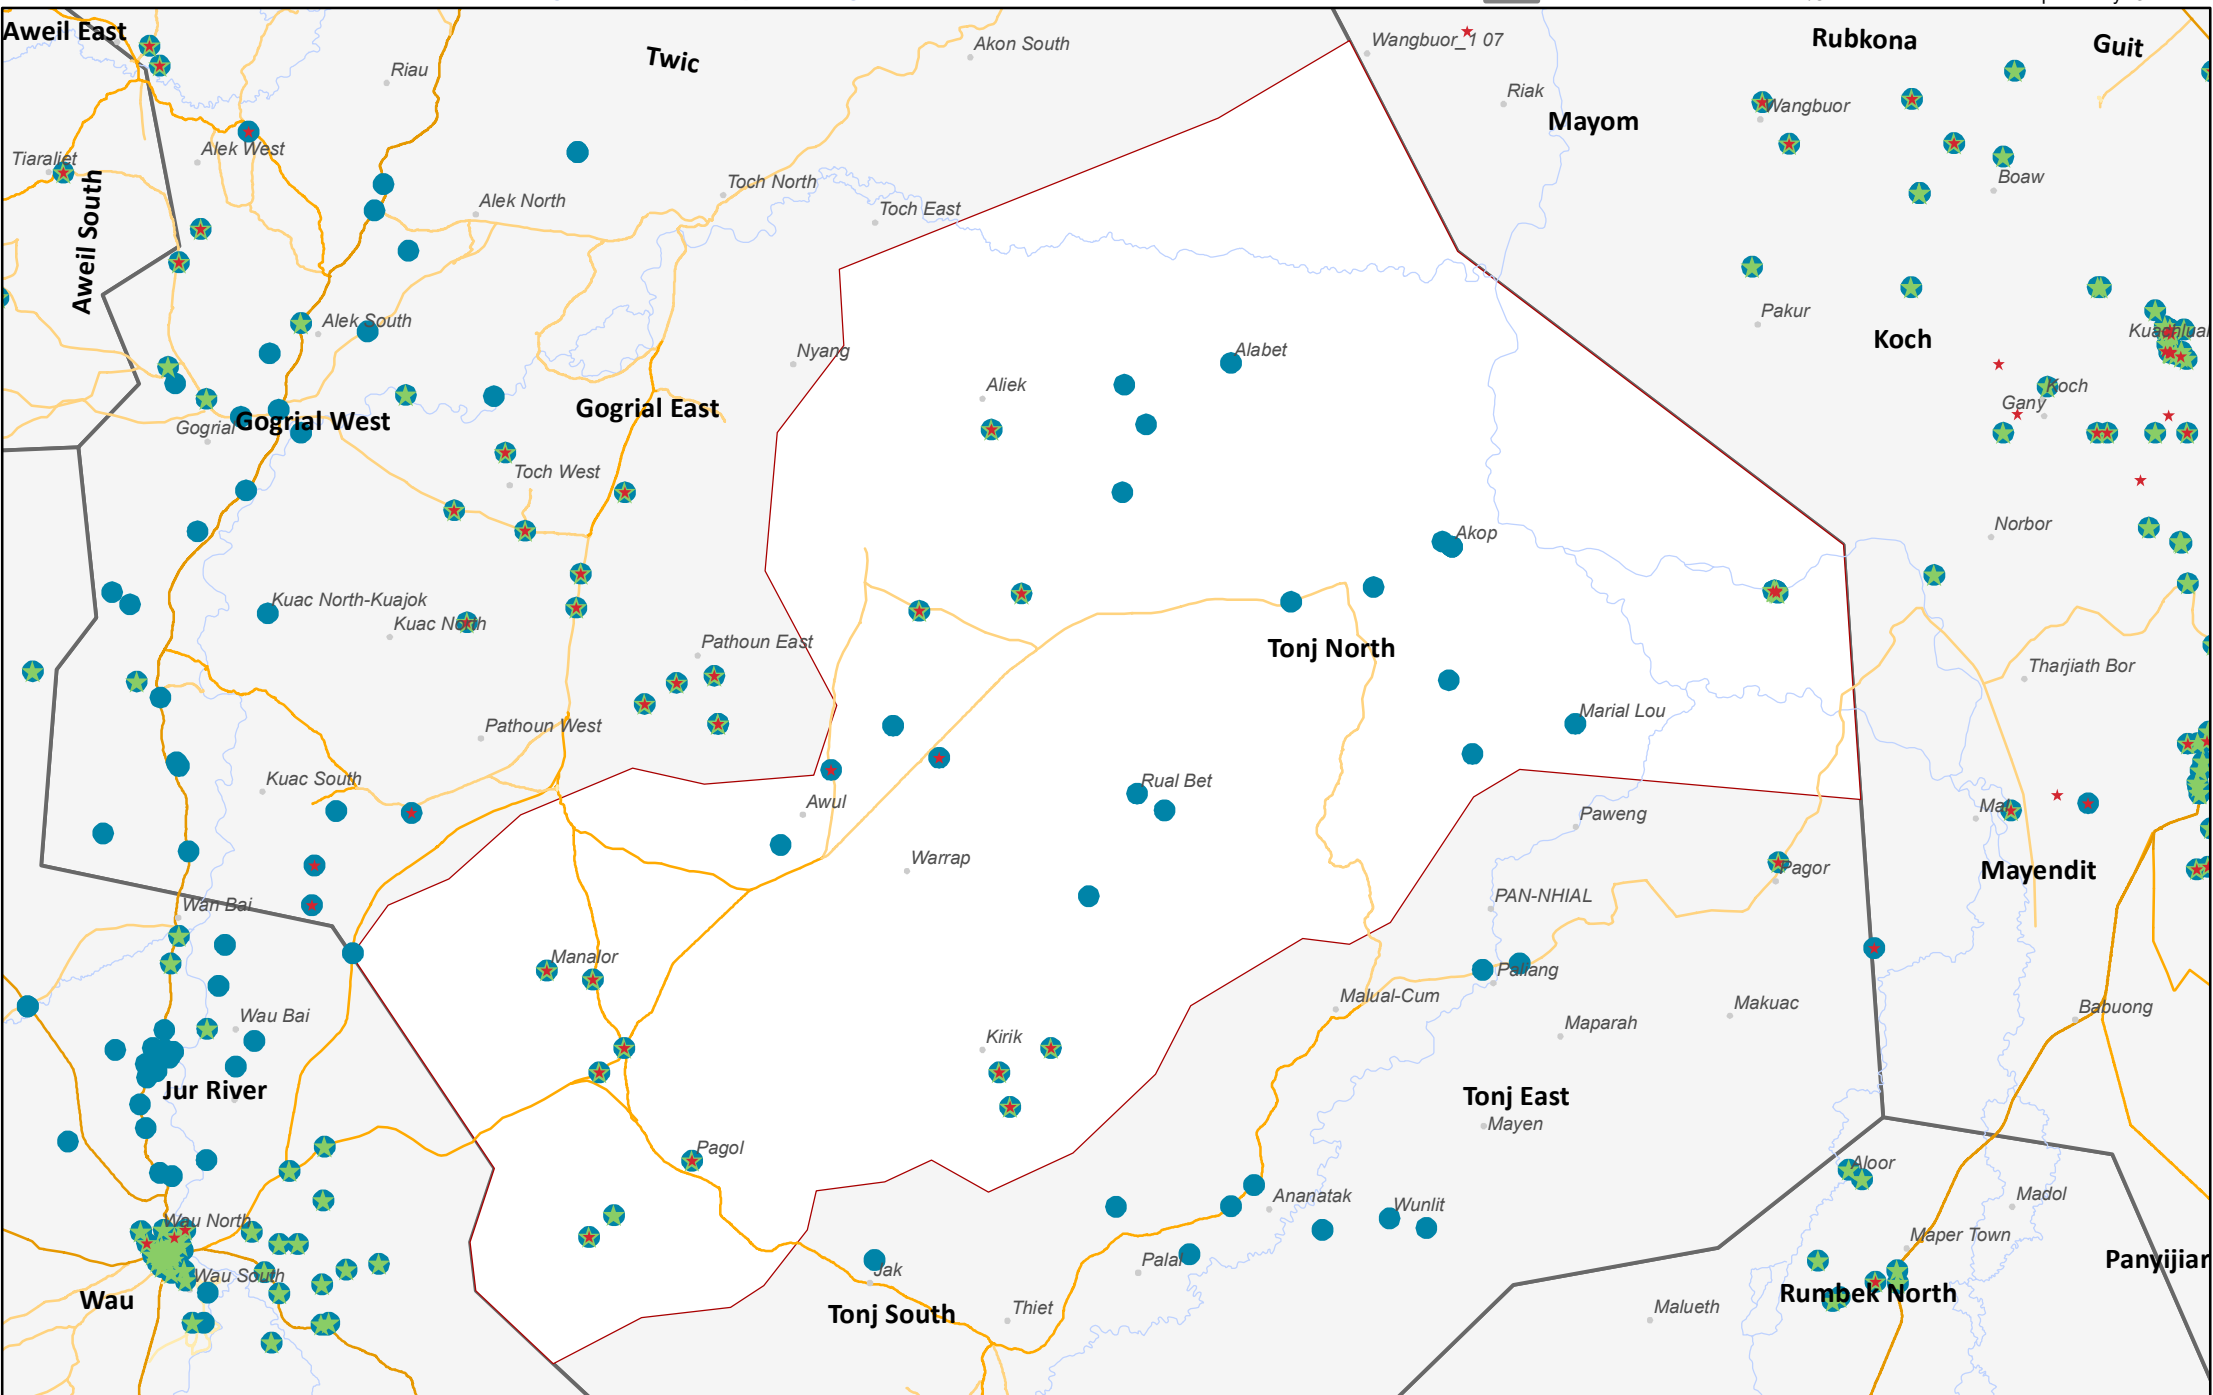 Aweil East
Twic
Akon South
Wangbuor_1 07
Rubkona
Guit
Riau
Riak
Mayom
Wangbuor
Tiaraliet
Alek West
Boaw
Aweil South
Alek North
Toch North
Toch East
Alek South
Pakur
Koch
Nyang
Alabet
Aliek
Koch
Gany
Gogrial
Gogrial West
Gogrial East
Toch West
Akop
Norbor
Kuac North-Kuajok
Kuac North
Pathoun East
Tonj North
Tharjiath Bor
Pathoun West
Marial Lou
Kuac South
Rual Bet
Awul
Paweng
Mal
Warrap
Pagor
Mayendit
Wan Bai
PAN-NHIAL
Manalor
Pallang
Malual-Cum
Makuac
Babuong
Wau Bai
Maparah
Kirik
Jur River
Tonj East
Mayen
Pagol
Aloor
Ananatak
Wunlit
Madol
Wau North
Maper Town
Palal
Panyijiar
Wau South
Jak
Wau
Tonj South
Thiet
Malueth
Rumbek North